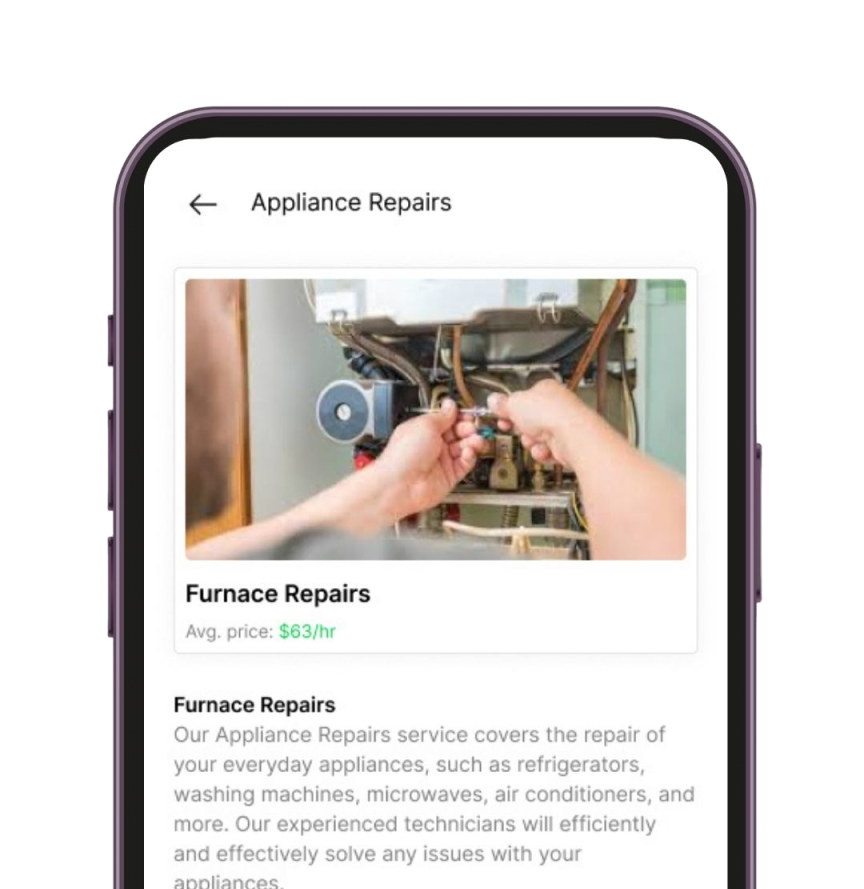 Appliance Repairs
Furnace Repairs
Avg. price: $63/hr
Furnace Repairs
Our Appliance Repairs service covers the repair of
your everyday appliances, such as refrigerators,
washing machines, microwaves, air conditioners, and
more. Our experienced technicians will efficiently
and effectively solve any issues with your
appliances.